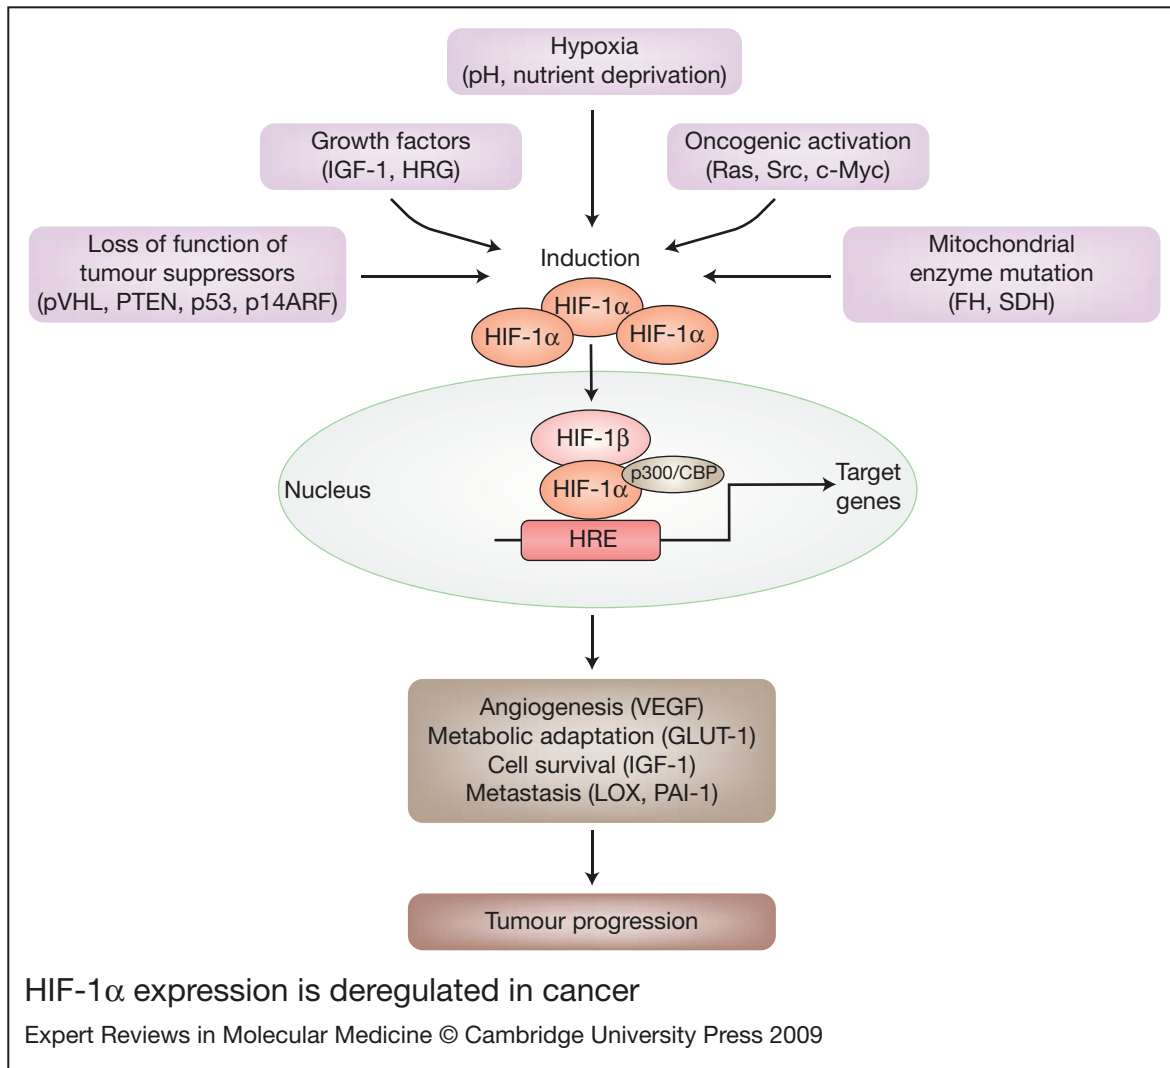 Hypoxia
(pH, nutrient deprivation)
Growth factors
(IGF-1, HRG)
Oncogenic activation
(Ras, Src, c-Myc)
Loss of function of
tumour suppressors
(pVHL, PTEN, p53, p14ARF)
Mitochondrial
enzyme mutation
(FH, SDH)
Induction
HIF-1α
HIF-1α
HIF-1α
HIF-1β
HIF-1α
p300/CBP
Nucleus
Target
genes
HRE
Angiogenesis (VEGF)
Metabolic adaptation (GLUT-1)
Cell survival (IGF-1)
Metastasis (LOX, PAI-1)
Tumour progression
HIF-1α expression is deregulated in cancer
Expert Reviews in Molecular Medicine © Cambridge University Press 2009